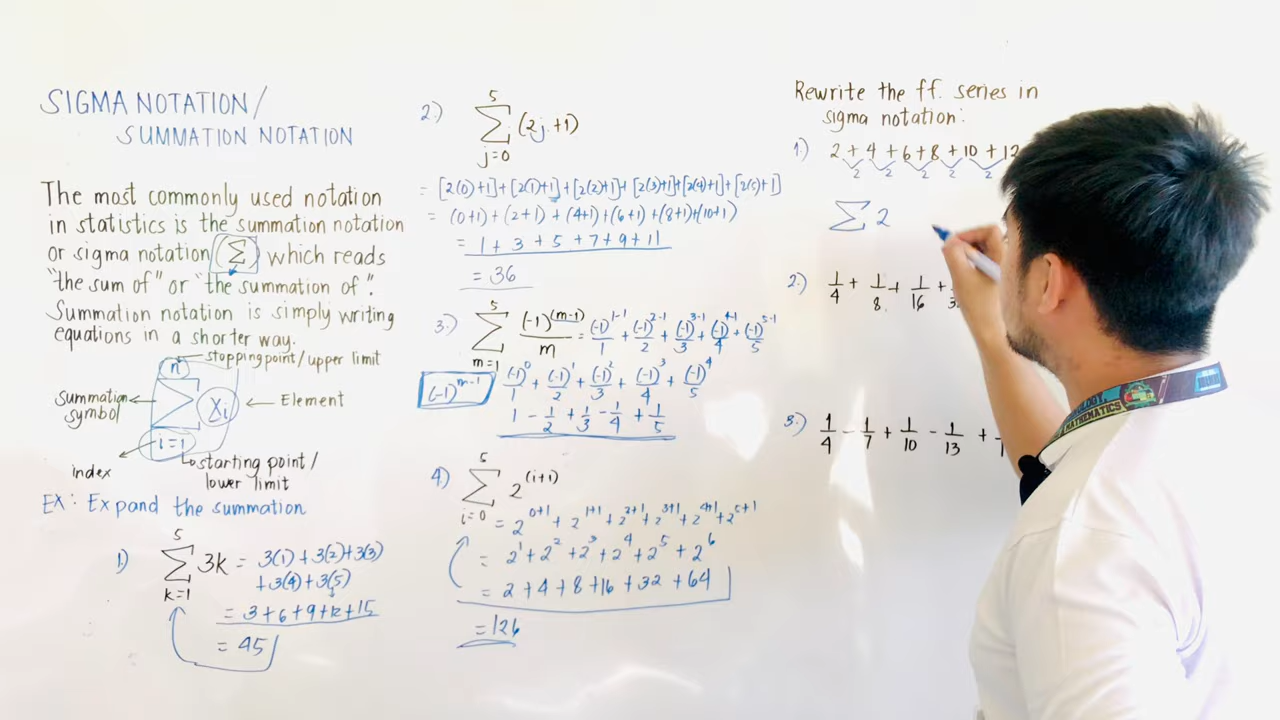 SIGMA NOTATION/
SUMMATION NOTATION
The most commonly used notation
in statistics is the summation notation
or sigma notation (Σ) which reads
"the sum of" or "the summation of".
Summation notation is simply writing
equations in a shorter way.
stopping point/upper limit
n
Summation
symbol
Xi
Element
i=1
index
starting point/
lower limit
EX: Expand the summation
1.)
5
Σ 3k = 3(1) + 3(2) + 3(3)
k=1
+3(4) + 3(5)
= 3 + 6 + 9 + 12 + 15
= 45
2.)
5
Σ (2j + 1)
j=0
= [2(0)+1] + [2(1)+1] + [2(2)+1] + [2(3)+1] + [2(4)+1] + [2(5)+1]
= (0+1) + (2+1) + (4+1) + (6+1) + (8+1) + (10+1)
= 1 + 3 + 5 + 7 + 9 + 11
= 36
3.)
5
Σ (-1)^(m-1)/m = (-1)^1-1/1 + (-1)^2-1/2 + (-1)^3-1/3 + (-1)^4-1/4 + (-1)^5-1/5
m=1
(-1)^m-1
(-1)^0/1 + (-1)^1/2 + (-1)^2/3 + (-1)^3/4 + (-1)^4/5
1 - 1/2 + 1/3 - 1/4 + 1/5
4)
5
Σ 2^(i+1)
i=0
= 2^0+1 + 2^1+1 + 2^2+1 + 2^3+1 + 2^4+1 + 2^5+1
= 2^1 + 2^2 + 2^3 + 2^4 + 2^5 + 2^6
= 2 + 4 + 8 + 16 + 32 + 64
= 126
Rewrite the ff. series in
sigma notation:
1.) 2 + 4 + 6 + 8 + 10 + 12
2 2 2 2 2
Σ 2
2.) 1/4 + 1/8 + 1/16 +
3.) 1/4 - 1/7 + 1/10 - 1/13 +
MATHEMATICS